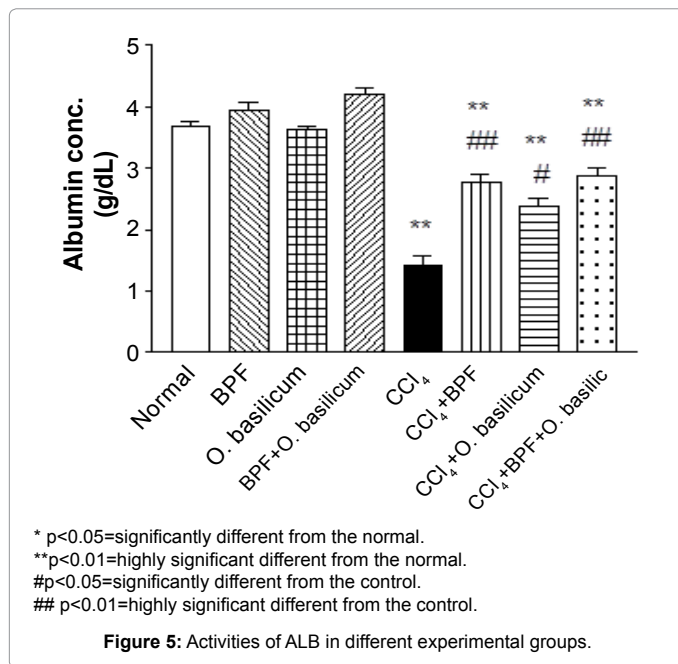 5
4
3
2
1
0
Albumin conc.
(g/dL)
**
**
##
**
#
**
##
Normal
BPF
O. basilicum
BPF+O. basilicum
CCl₄
CCl₄+BPF
CCl₄+O. basilicum
CCl₄+BPF+O. basilic
* p<0.05=significantly different from the normal.
**p<0.01=highly significant different from the normal.
#p<0.05=significantly different from the control.
## p<0.01=highly significant different from the control.
Figure 5: Activities of ALB in different experimental groups.